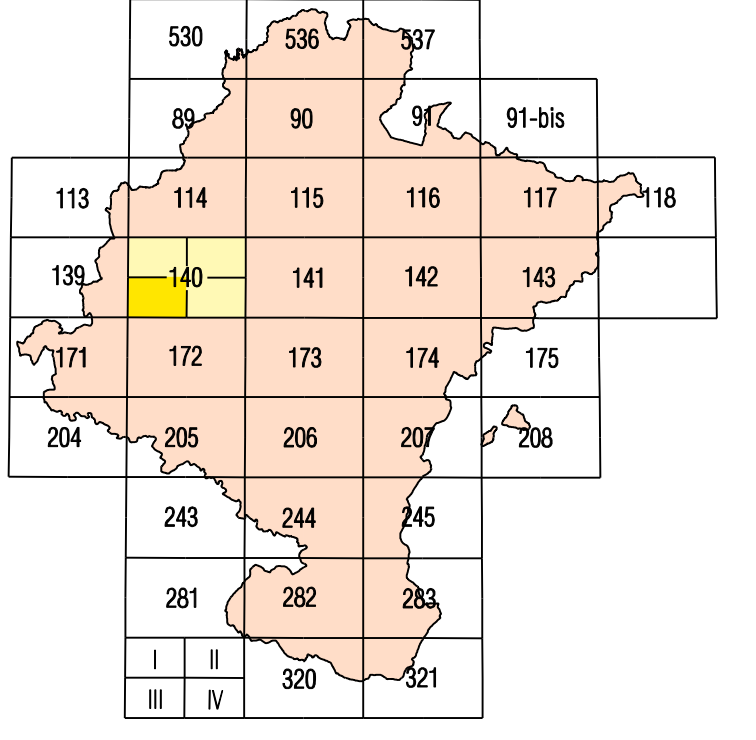 530 536 537
89 90 91 91-bis
113 114 115 116 117 118
139 140 141 142 143
171 172 173 174 175
204 205 206 207 208
243 244 245
281 282 283
I II
320 321
III IV